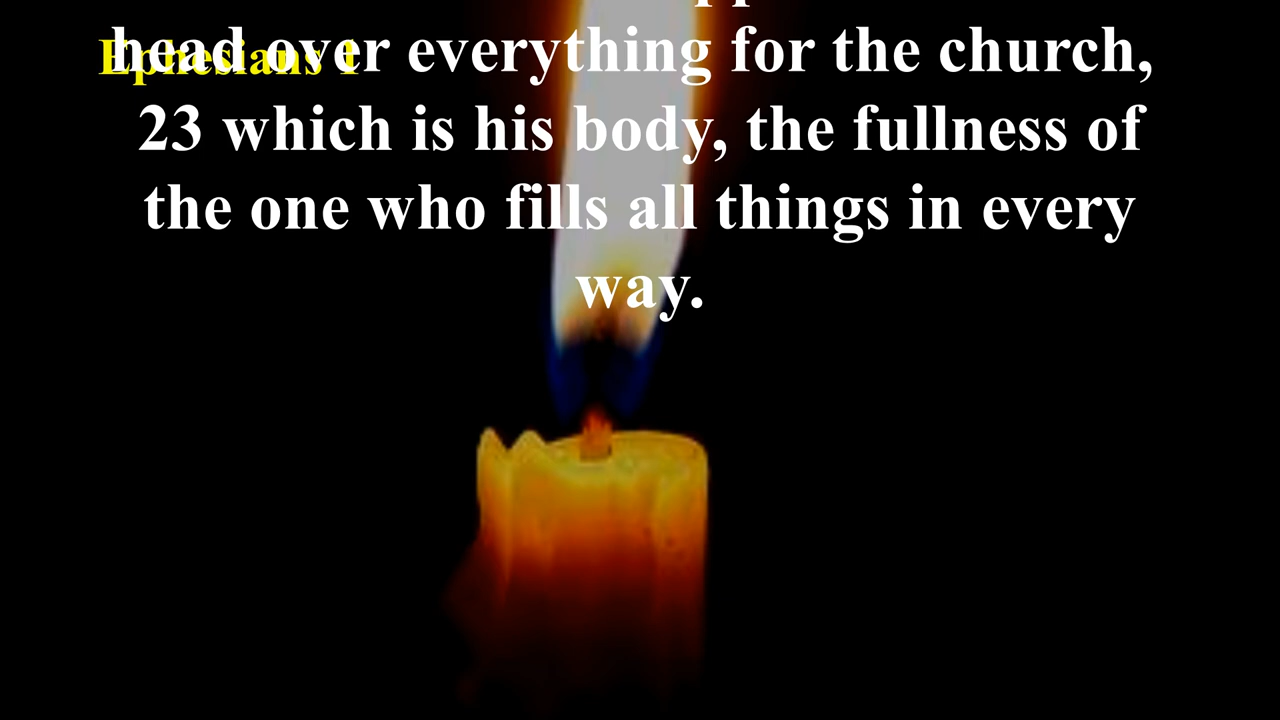 Ephesians 1
head over everything for the church,
23 which is his body, the fullness of
the one who fills all things in every
way.